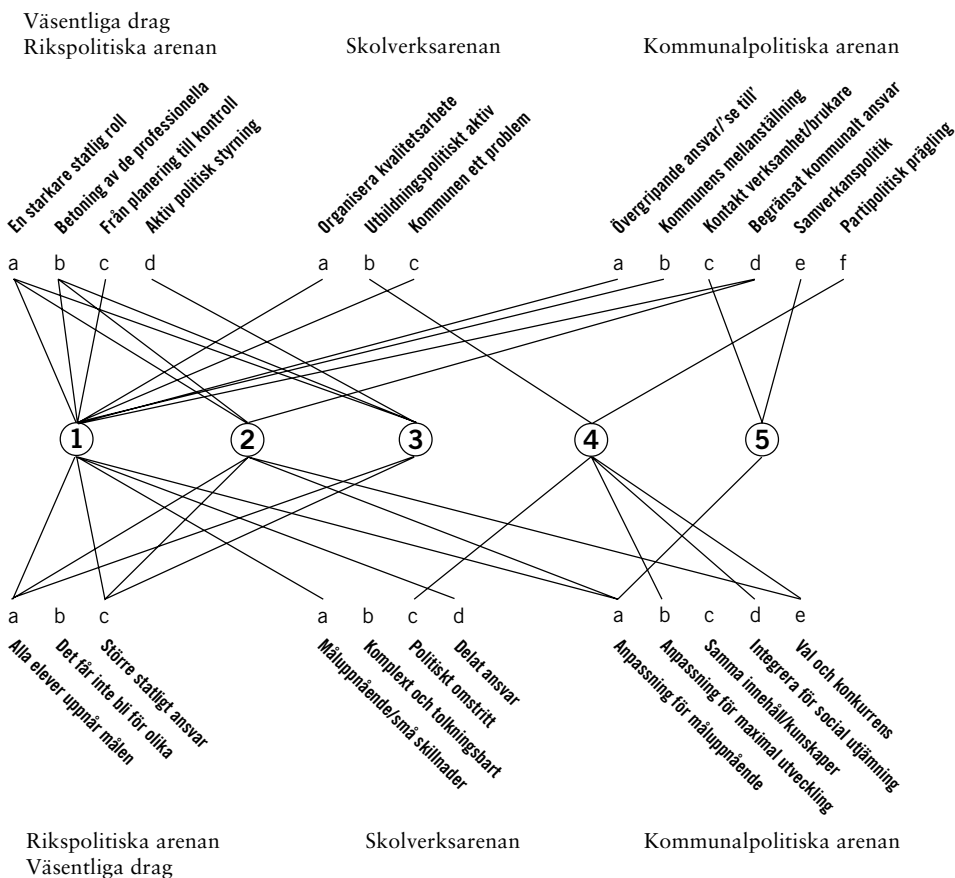 Väsentliga drag
Rikspolitiska arenan
Skolverksarenan
Kommunalpolitiska arenan
En starkare statlig roll
Betoning av de professionella
Från planering till kontroll
Aktiv politisk styrning
Organisera kvalitetsarbete
Utbildningspolitiskt aktiv
Kommunen ett problem
Övergripande ansvar/'se till'
Kommunens mellanställning
Kontakt verksamhet/brukare
Begränsat kommunalt ansvar
Samverkanspolitik
Partipolitisk prägling
a b c d
a b c
a b c d e f
1 2 3 4 5
a b c
a b c d
a b c d e
Alla elever uppnår målen
Det får inte bli för olika
Större statligt ansvar
Måluppnående/små skillnader
Komplext och tolkningsbart
Politiskt omstritt
Delat ansvar
Anpassning för måluppnående
Anpassning för maximal utveckling
Samma innehåll/kunskaper
Integrera för social utjämning
Val och konkurrens
Rikspolitiska arenan
Väsentliga drag
Skolverksarenan
Kommunalpolitiska arenan